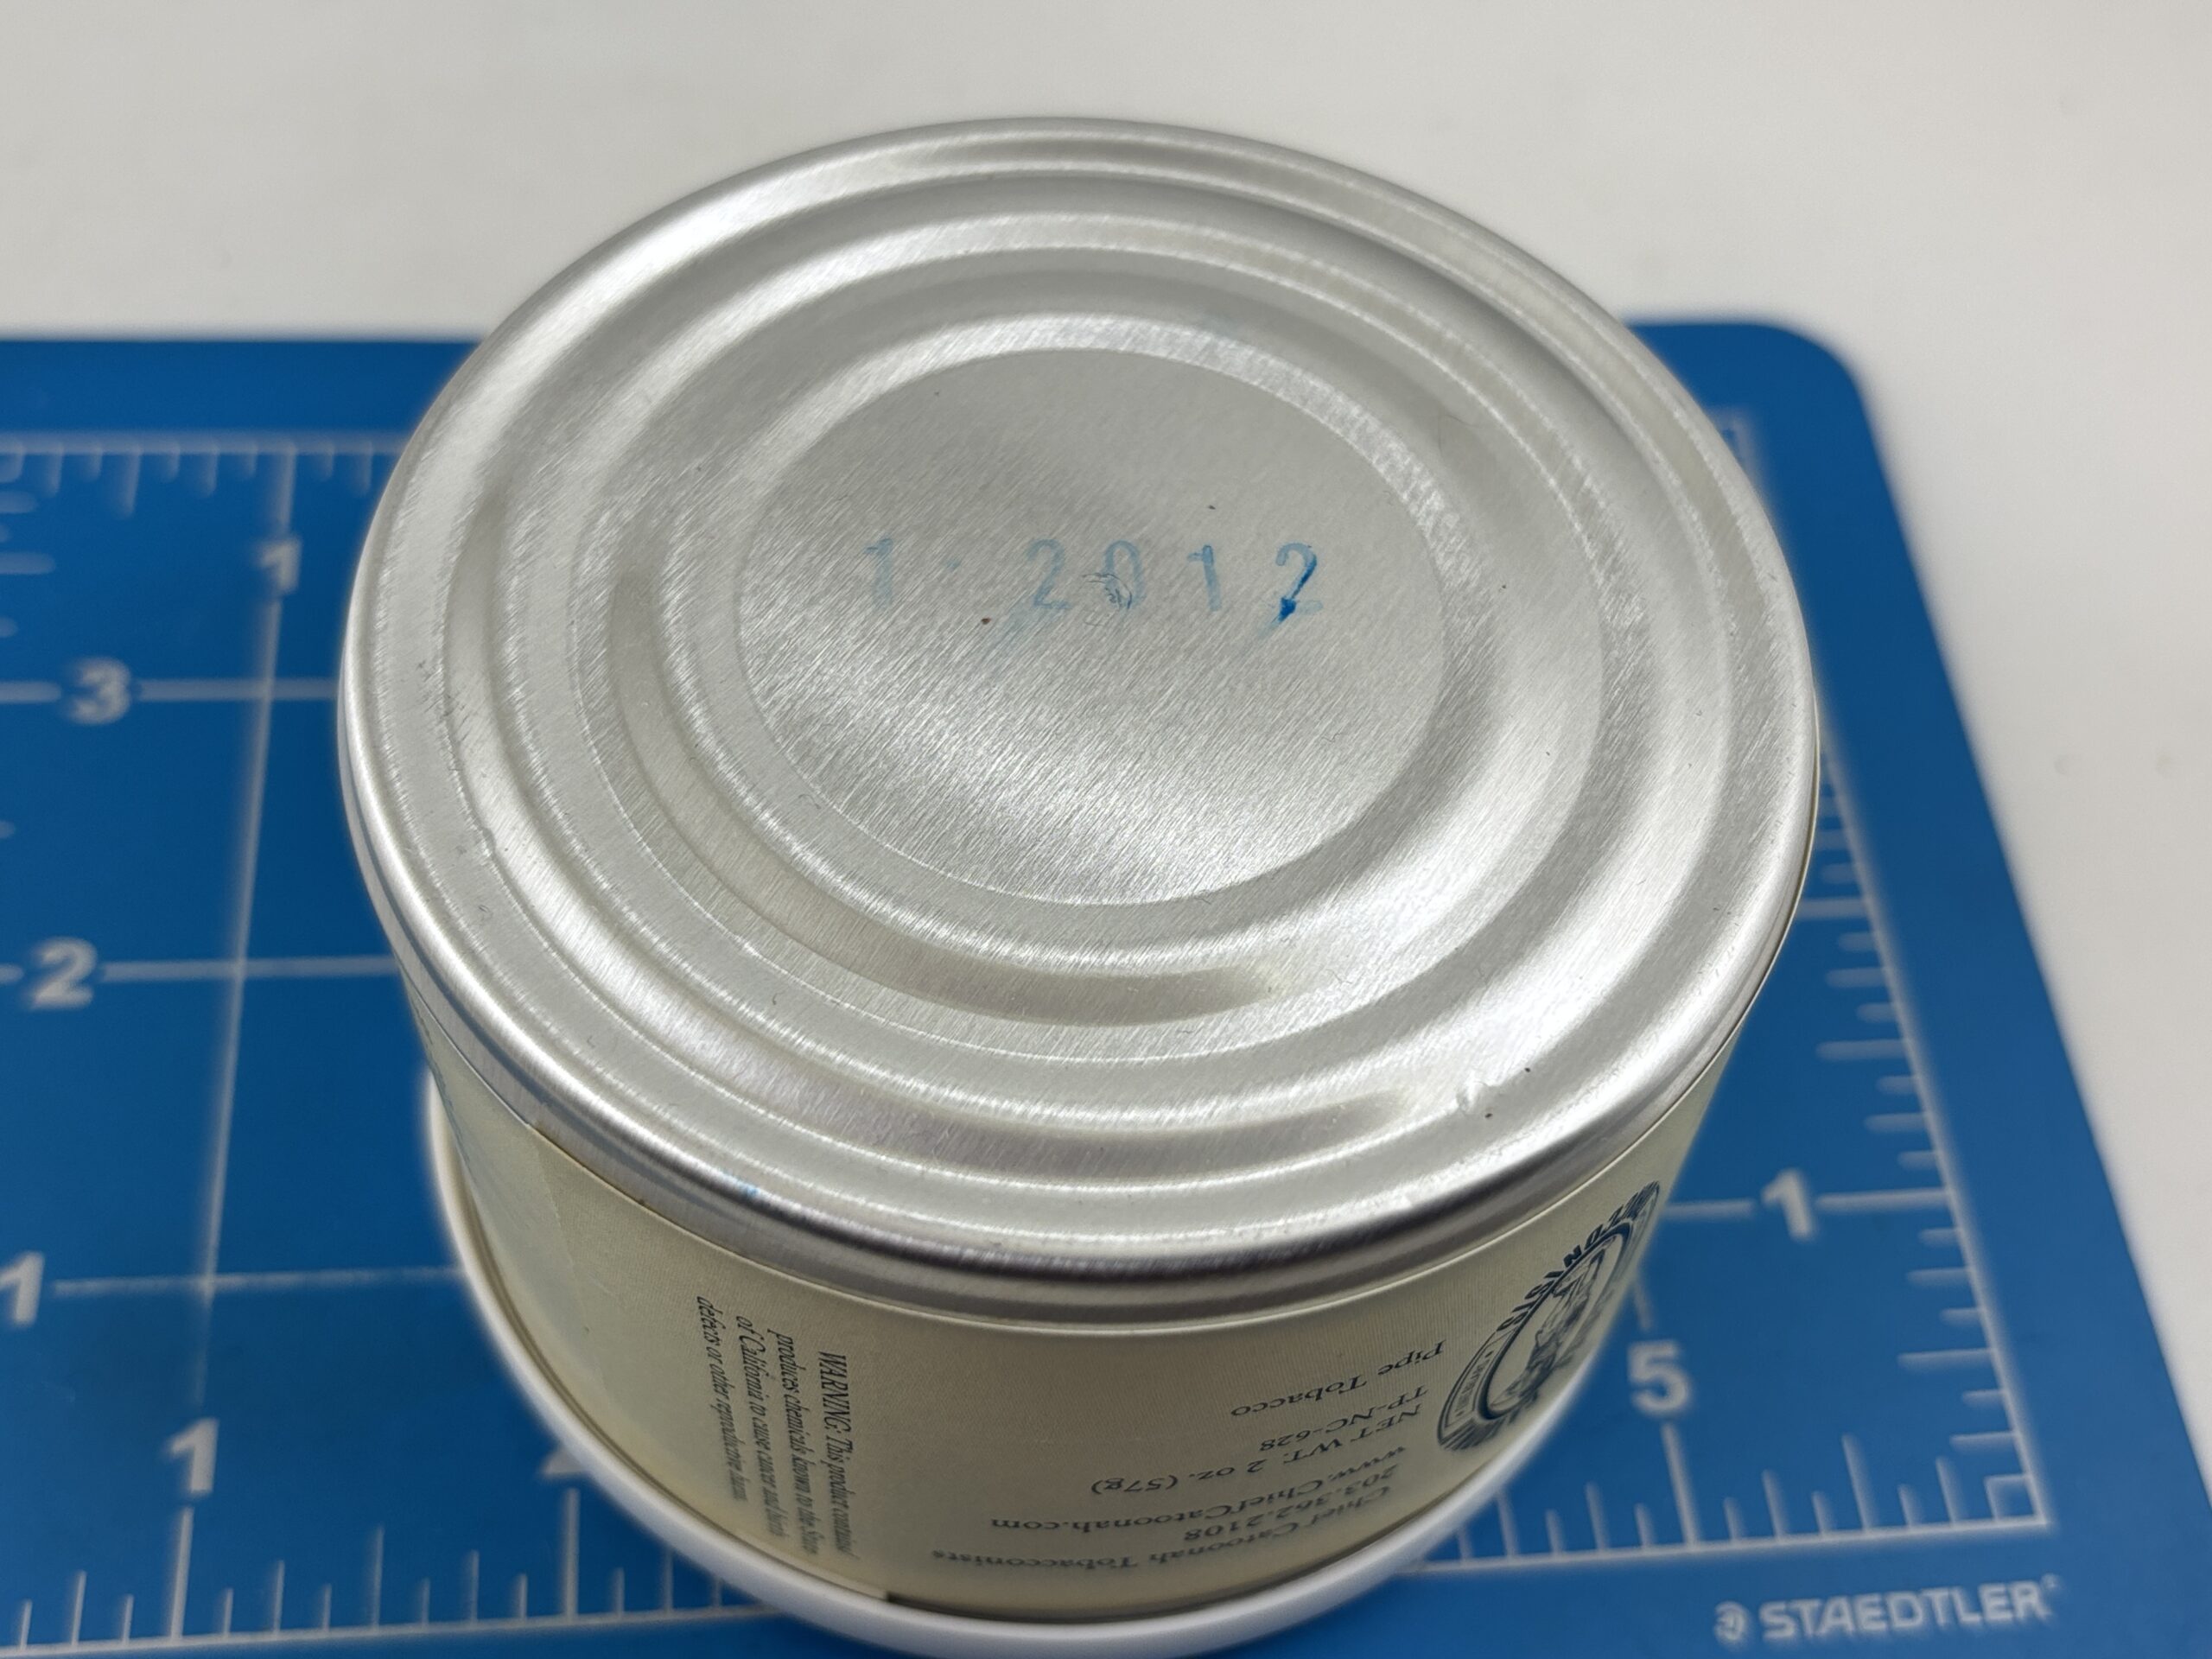 1 · 2012
1
3
2
1
1
1
5
WARNING: This product contains/
produces chemicals known to the State
of California to cause cancer and birth
defects or other reproductive harm.
Pipe Tobacco
TP-NC-628
NET WT. 2 oz. (57g)
www.ChiefCatoonah.com
203.362.2108
Chief Catoonah Tobacconists
STAEDTLER